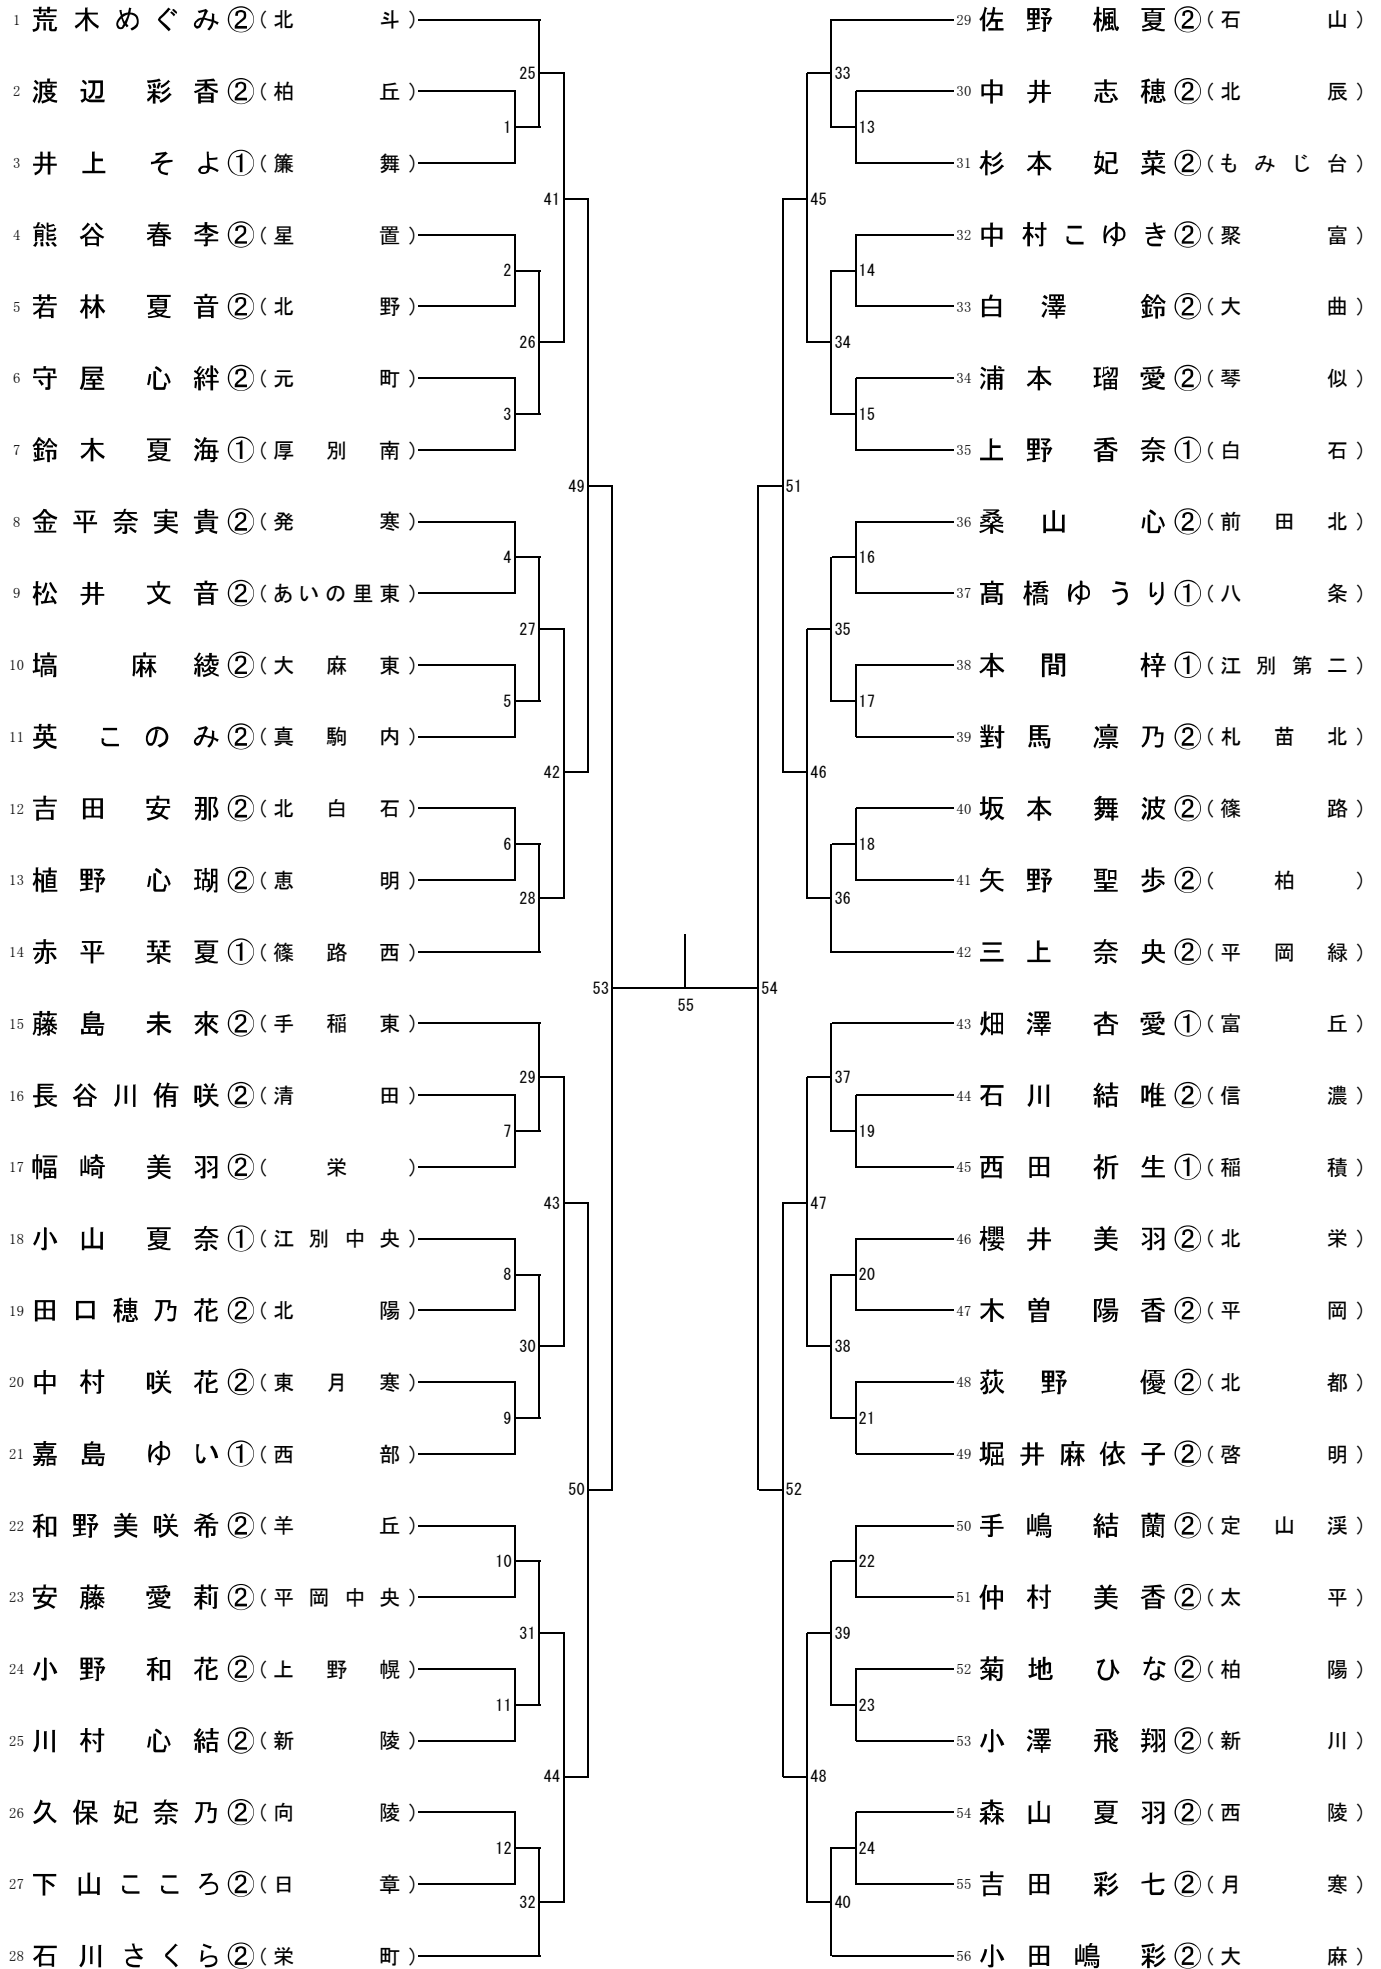 1 荒木めぐみ②(北斗)
2 渡辺彩香②(柏丘)
3 井上そよ①(簾舞)
4 熊谷春李②(星置)
5 若林夏音②(北野)
6 守屋心絆②(元町)
7 鈴木夏海①(厚別南)
8 金平奈実貴②(発寒)
9 松井文音②(あいの里東)
10 塙麻綾②(大麻東)
11 英このみ②(真駒内)
12 吉田安那②(北白石)
13 植野心瑚②(恵明)
14 赤平栞夏①(篠路西)
15 藤島未來②(手稲東)
16 長谷川侑咲②(清田)
17 幅崎美羽②(栄)
18 小山夏奈①(江別中央)
19 田口穂乃花②(北陽)
20 中村咲花②(東月寒)
21 嘉島ゆい①(西部)
22 和野美咲希②(羊丘)
23 安藤愛莉②(平岡中央)
24 小野和花②(上野幌)
25 川村心結②(新陵)
26 久保妃奈乃②(向陵)
27 下山こころ②(日章)
28 石川さくら②(栄町)
25
1
41
2
26
3
49
4
27
5
42
6
28
53
29
7
43
8
30
9
50
10
31
11
44
12
32
55
54
33
13
45
14
34
15
51
16
35
17
46
18
36
37
19
47
20
38
21
52
22
39
23
48
24
40
29 佐野楓夏②(石山)
30 中井志穂②(北辰)
31 杉本妃菜②(もみじ台)
32 中村こゆき②(聚富)
33 白澤鈴②(大曲)
34 浦本瑠愛②(琴似)
35 上野香奈①(白石)
36 桑山心②(前田北)
37 髙橋ゆうり①(八条)
38 本間梓①(江別第二)
39 對馬凛乃②(札苗北)
40 坂本舞波②(篠路)
41 矢野聖歩②(柏)
42 三上奈央②(平岡緑)
43 畑澤杏愛①(富丘)
44 石川結唯②(信濃)
45 西田祈生①(稲積)
46 櫻井美羽②(北栄)
47 木曽陽香②(平岡)
48 荻野優②(北都)
49 堀井麻依子②(啓明)
50 手嶋結蘭②(定山渓)
51 仲村美香②(太平)
52 菊地ひな②(柏陽)
53 小澤飛翔②(新川)
54 森山夏羽②(西陵)
55 吉田彩七②(月寒)
56 小田嶋彩②(大麻)